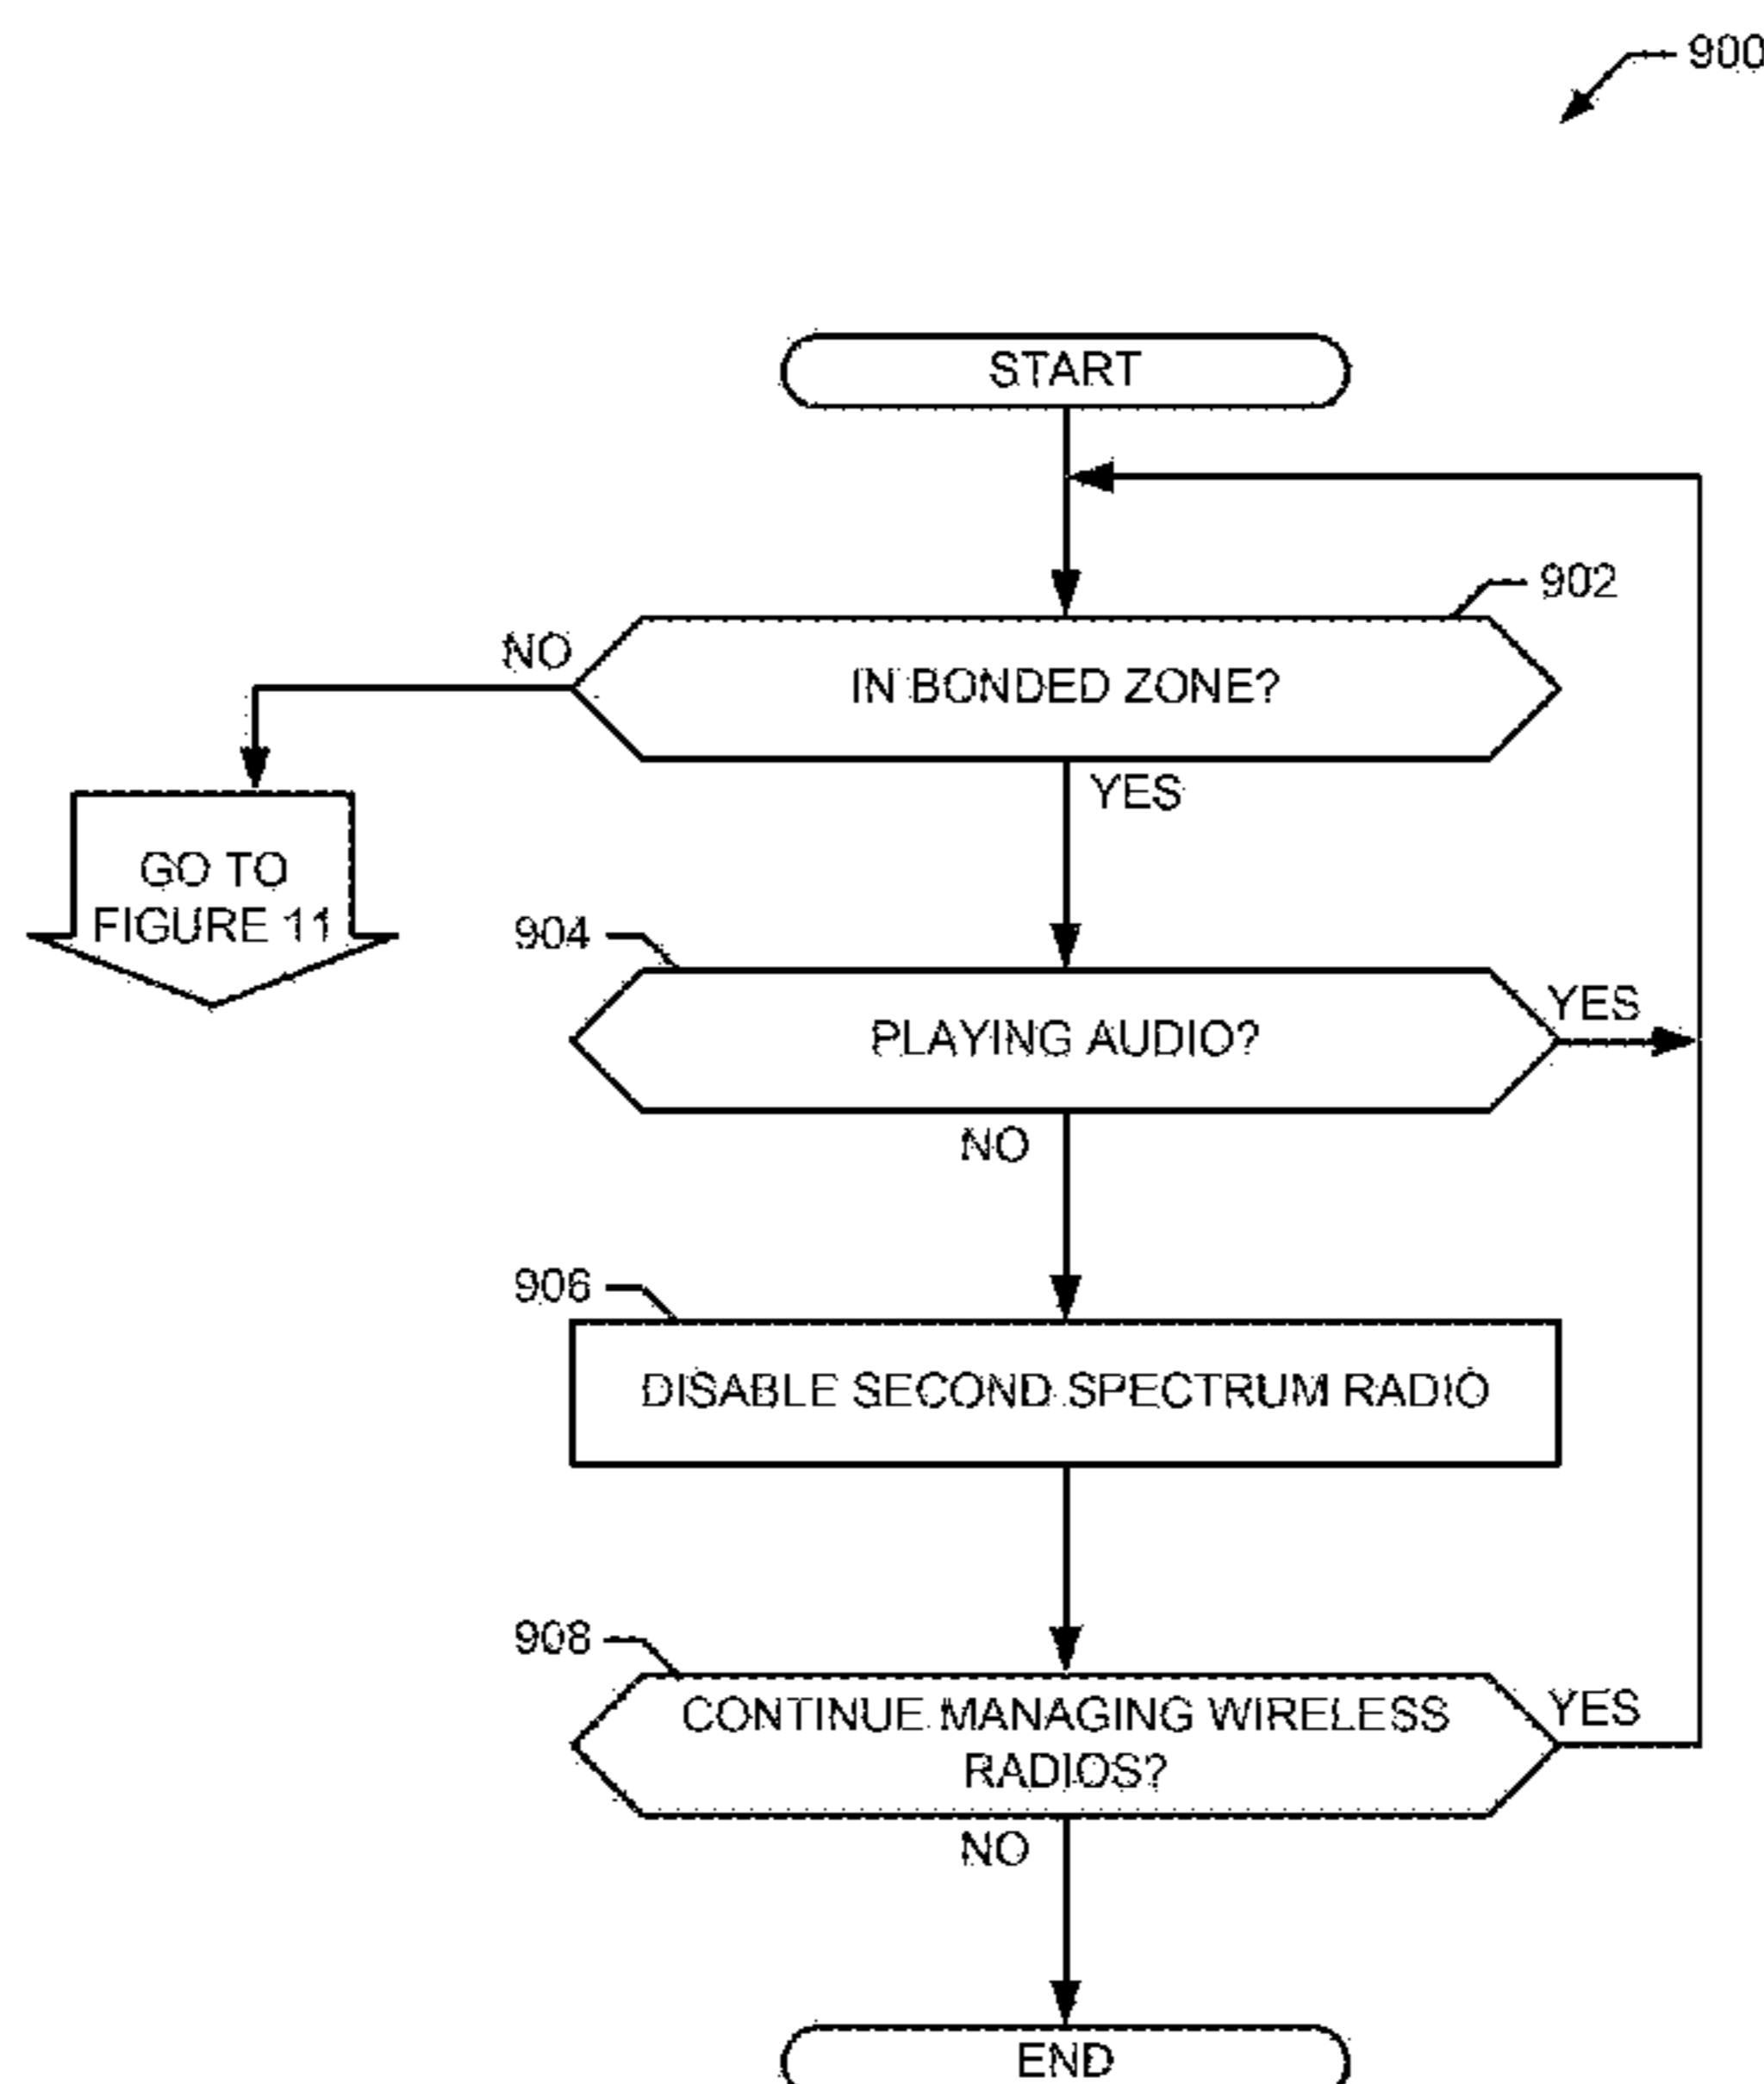 900
START
902
NO
IN BONDED ZONE?
YES
GO TO
FIGURE 11
904
YES
PLAYING AUDIO?
NO
906
DISABLE SECOND SPECTRUM RADIO
908
CONTINUE MANAGING WIRELESS
RADIOS?
YES
NO
END